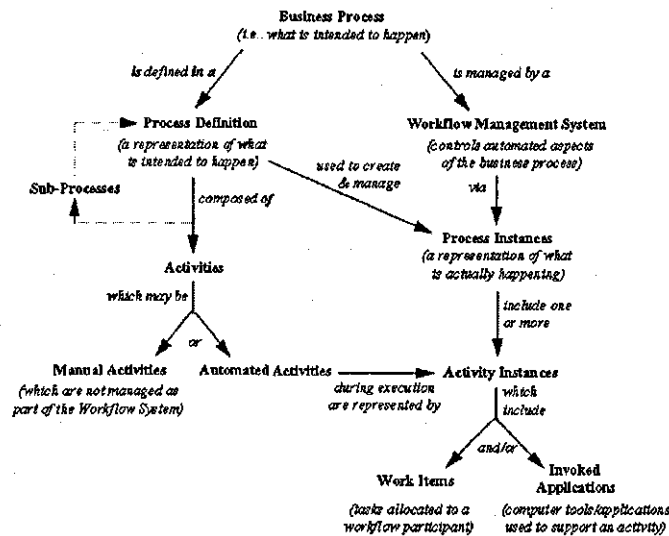 Business Process
(i.e.. what is intended to happen)
is defined in a
is managed by a
Process Definition
(a representation of what
is intended to happen)
Workflow Management System
(controls automated aspects
of the business process)
used to create
& manage
via
Sub-Processes
composed of
Process Instances
(a representation of what
is actually happening)
Activities
which may be
or
include one
or more
Manual Activities
(which are not managed as
part of the Workflow System)
Automated Activities
during execution
are represented by
Activity Instances
which
include
and/or
Work Items
(tasks allocated to a
workflow participant)
Invoked
Applications
(computer tools/applications
used to support an activity)